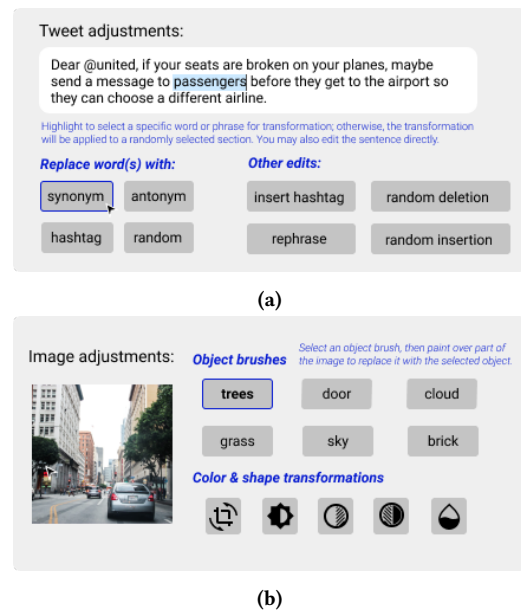 Tweet adjustments:
Dear @united, if your seats are broken on your planes, maybe
send a message to passengers before they get to the airport so
they can choose a different airline.
Highlight to select a specific word or phrase for transformation; otherwise, the transformation
will be applied to a randomly selected section. You may also edit the sentence directly.
Replace word(s) with:
synonym
antonym
hashtag
random
Other edits:
insert hashtag
random deletion
rephrase
random insertion
(a)
Image adjustments:
Object brushes
Select an object brush, then paint over part of
the image to replace it with the selected object.
trees
door
cloud
grass
sky
brick
Color & shape transformations
(b)